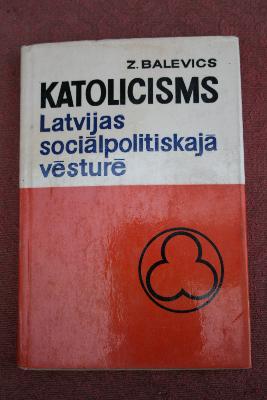 Z. BALEVICS
KATOLICISMS
Latvijas
sociālpolitiskajā
vēsturē